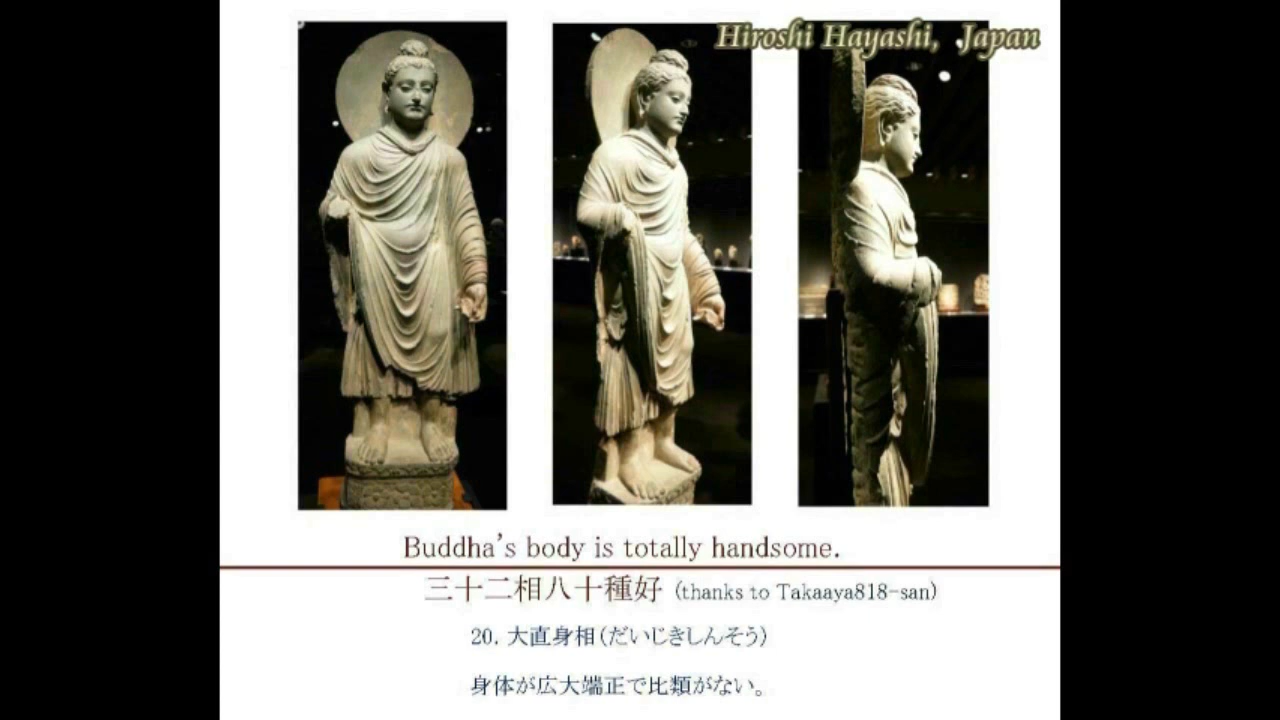 Hiroshi Hayashi, Japan
Buddha's body is totally handsome.
三十二相八十種好 (thanks to Takaaya818-san)
20. 大直身相(だいじきしんそう)
身体が広大端正で比類がない。